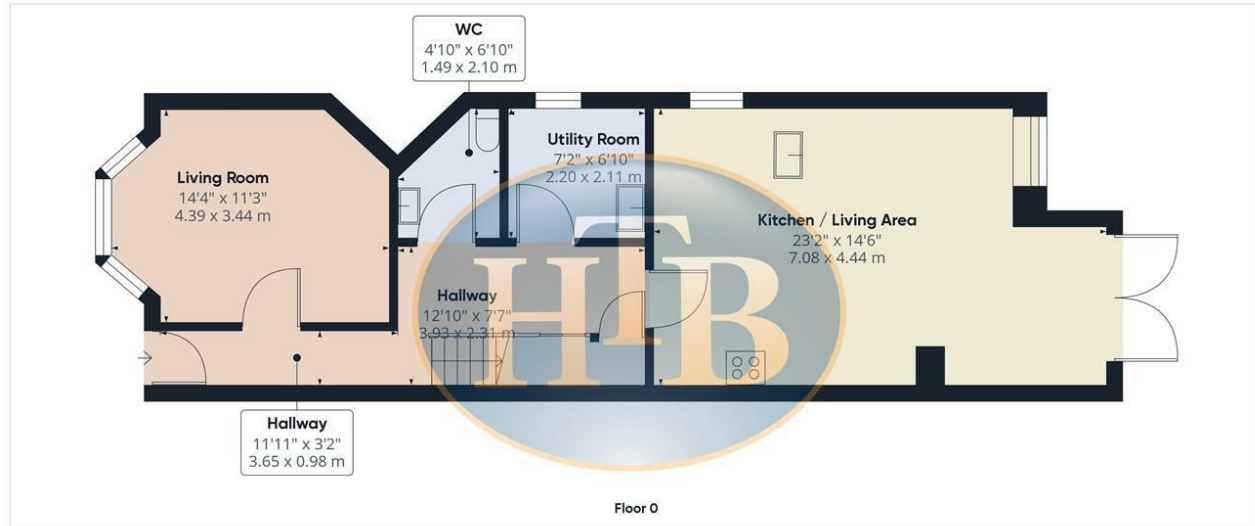 WC
4'10" x 6'10"
1.49 x 2.10 m
Living Room
14'4" x 11'3"
4.39 x 3.44 m
Utility Room
7'2" x 6'10"
2.20 x 2.11 m
Kitchen / Living Area
23'2" x 14'6"
7.08 x 4.44 m
Hallway
12'10" x 7'7"
3.93 x 2.31 m
HTB
Hallway
11'11" x 3'2"
3.65 x 0.98 m
Floor 0